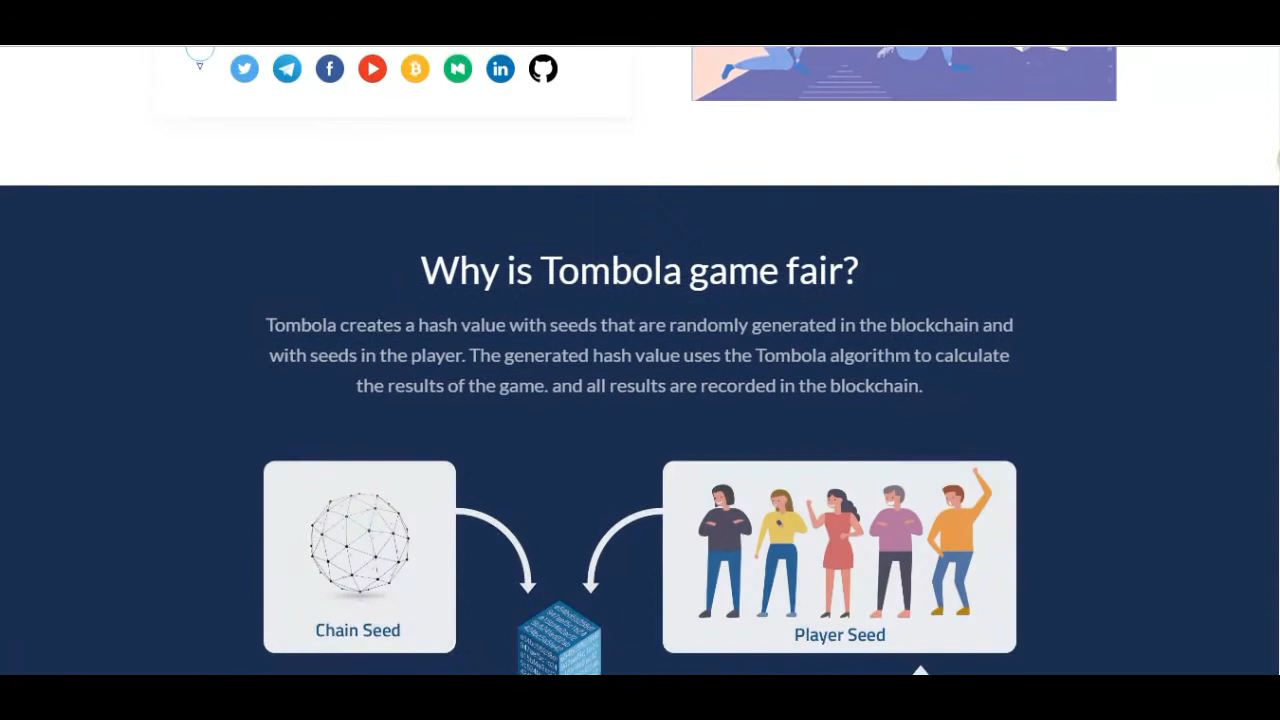 Why is Tombola game fair?
Tombola creates a hash value with seeds that are randomly generated in the blockchain and
with seeds in the player. The generated hash value uses the Tombola algorithm to calculate
the results of the game. and all results are recorded in the blockchain.
Chain Seed
Player Seed